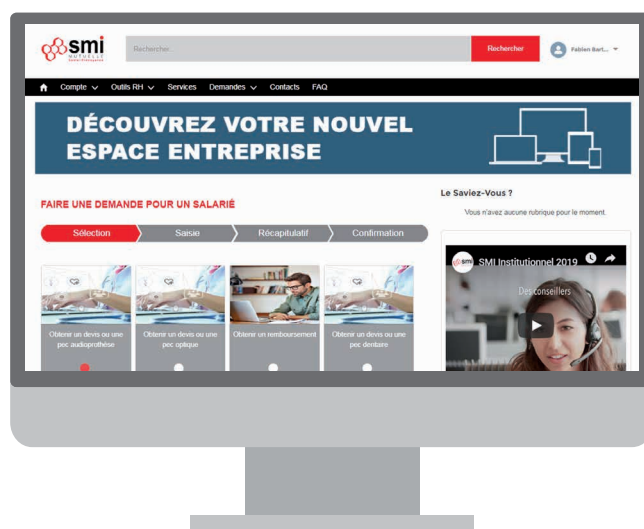 smi
MUTUELLE
Rechercher...
Rechercher
Fabien Bart...
Compte
Outils RH
Services
Demandes
Contacts
FAQ
DÉCOUVREZ VOTRE NOUVEL
ESPACE ENTREPRISE
FAIRE UNE DEMANDE POUR UN SALARIÉ
Sélection
Saisie
Récapitulatif
Confirmation
Obtenir un devis ou une
pec audioprothèse
Obtenir un devis ou une
pec optique
Obtenir un remboursement
Obtenir un devis ou une
pec dentaire
Le Saviez-Vous ?
Vous n'avez aucune rubrique pour le moment.
smi
SMI Institutionnel 2019
Des conseillers